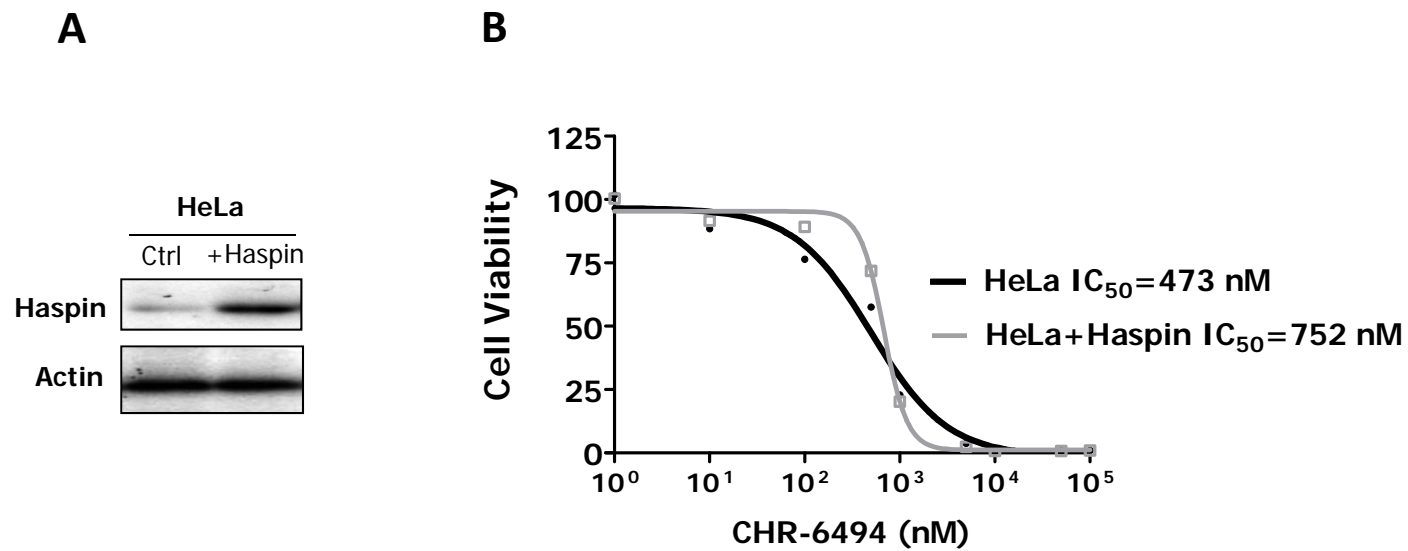 A
B
HeLa
Ctrl +Haspin
Haspin
Actin
Cell Viability
125
100
75
50
25
0
10⁰ 10¹ 10² 10³ 10⁴ 10⁵
CHR-6494 (nM)
HeLa IC₅₀=473 nM
HeLa+Haspin IC₅₀=752 nM